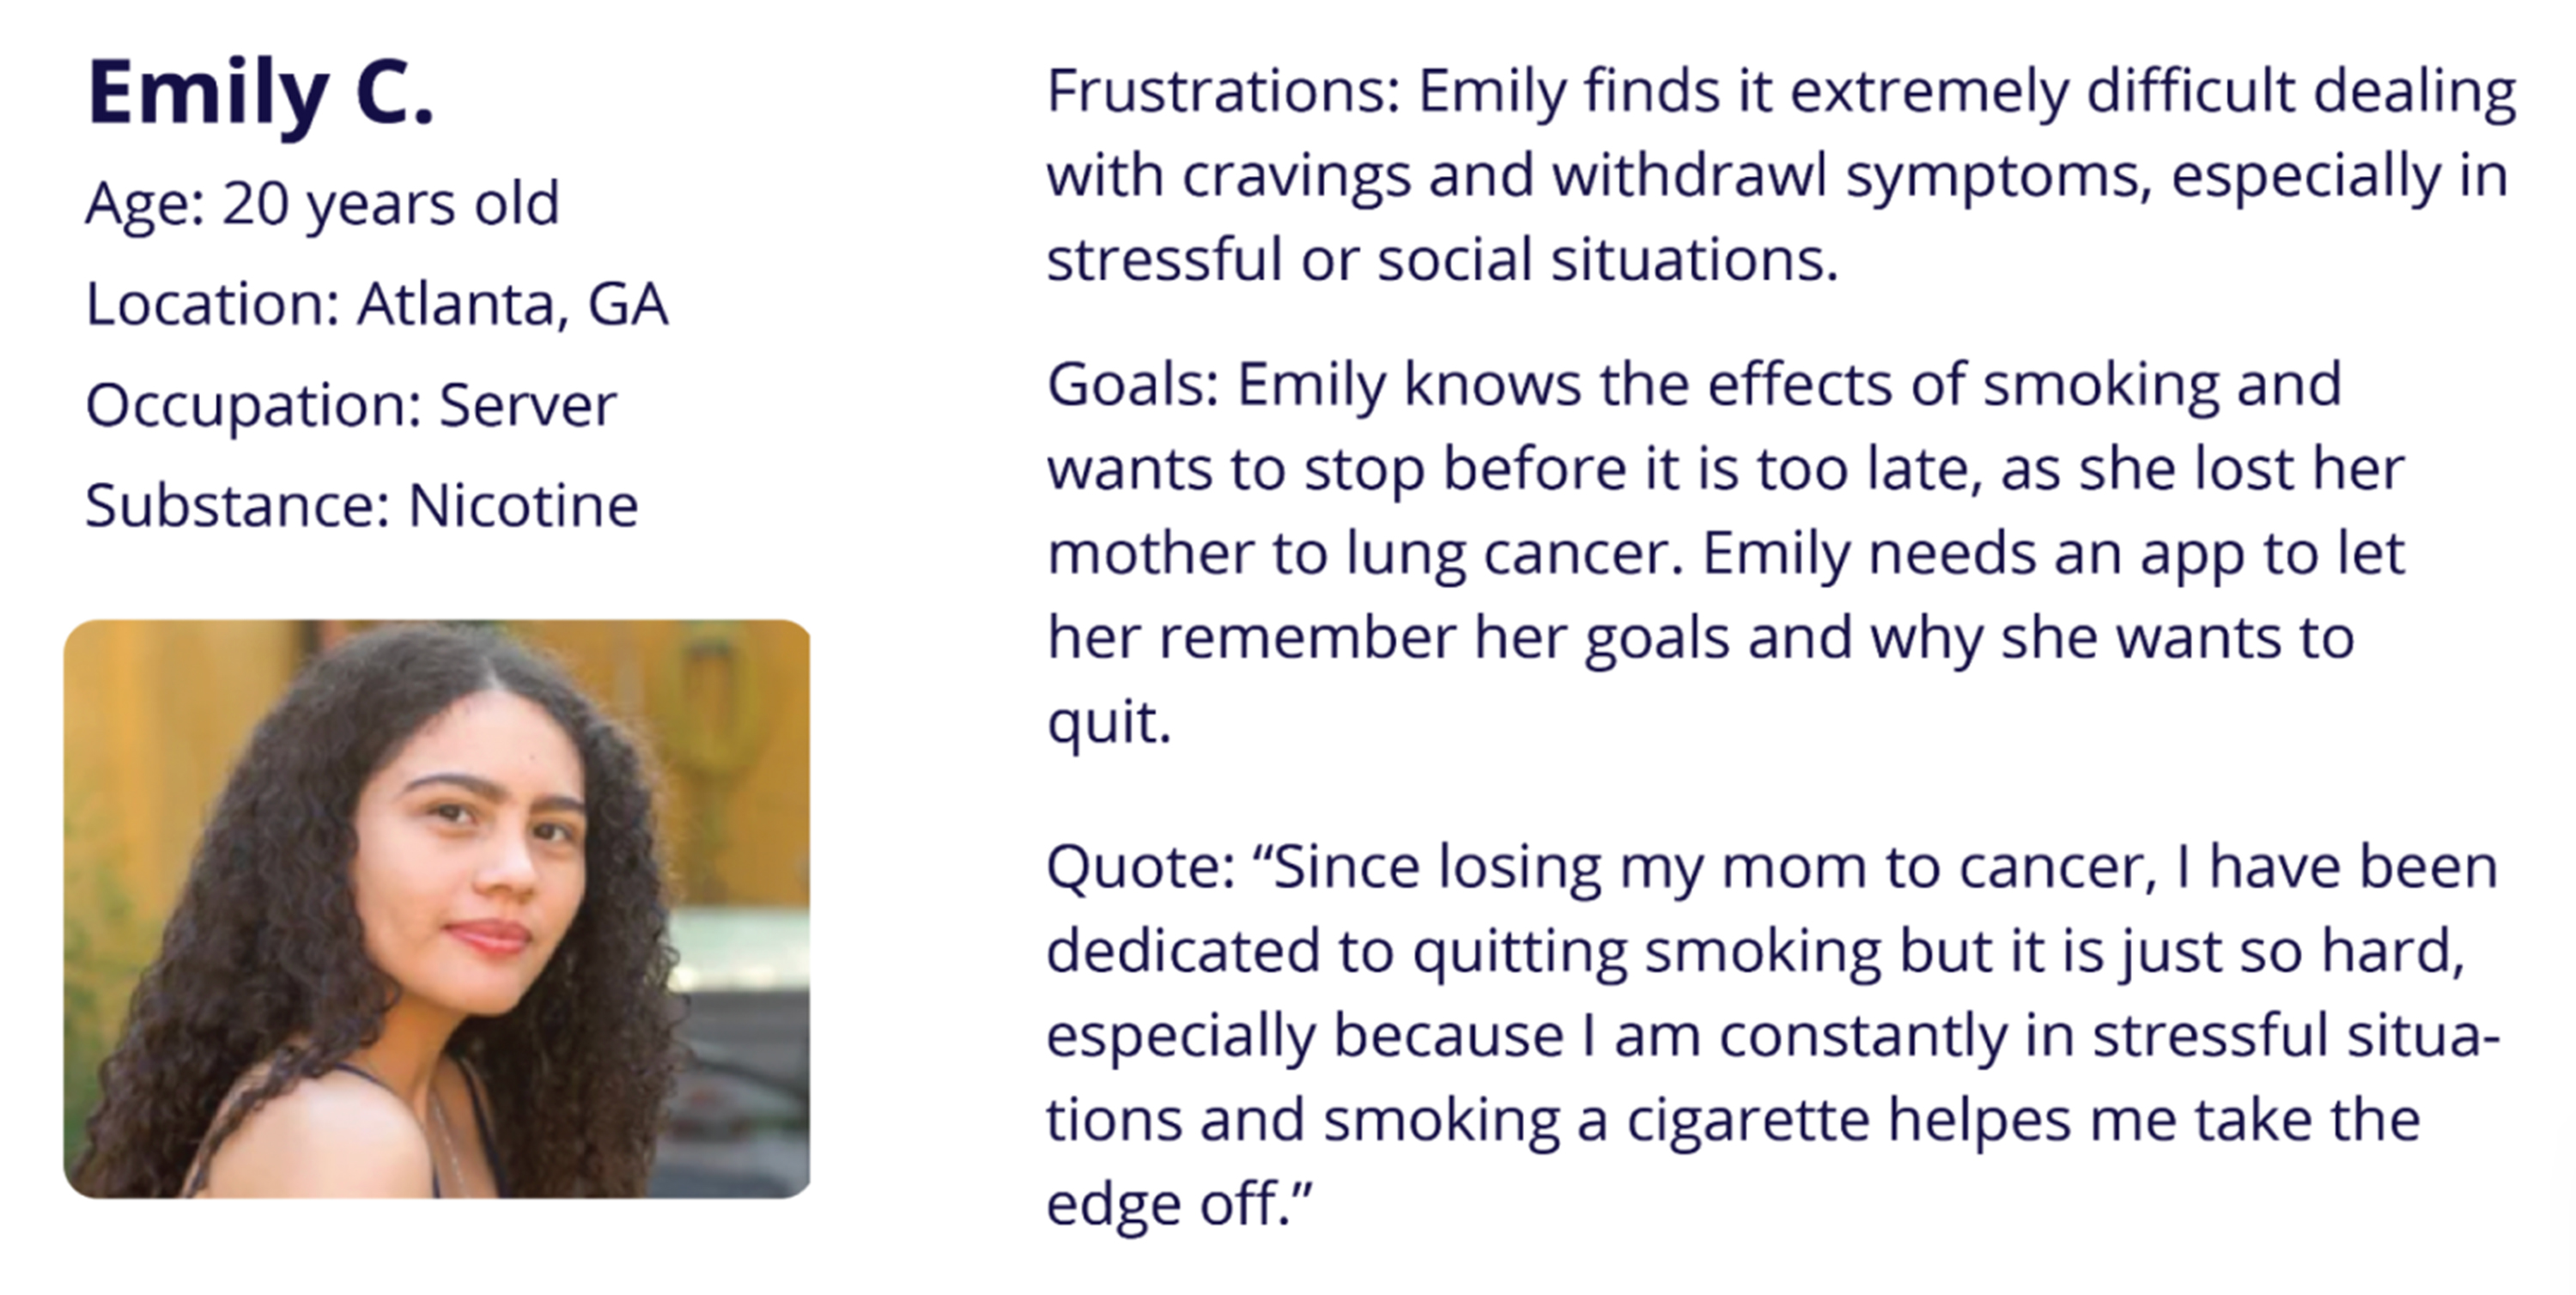 Emily C.
Age: 20 years old
Location: Atlanta, GA
Occupation: Server
Substance: Nicotine
Frustrations: Emily finds it extremely difficult dealing
with cravings and withdrawl symptoms, especially in
stressful or social situations.
Goals: Emily knows the effects of smoking and
wants to stop before it is too late, as she lost her
mother to lung cancer. Emily needs an app to let
her remember her goals and why she wants to
quit.
Quote: “Since losing my mom to cancer, I have been
dedicated to quitting smoking but it is just so hard,
especially because I am constantly in stressful situa-
tions and smoking a cigarette helpes me take the
edge off.”